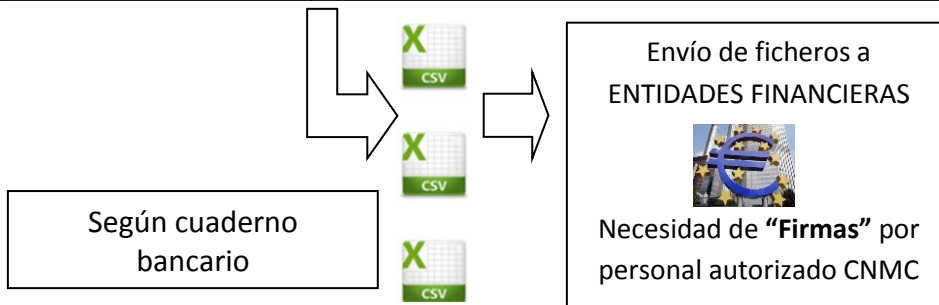 X
CSV
X
CSV
X
CSV
Según cuaderno
bancario
Envío de ficheros a
ENTIDADES FINANCIERAS
Necesidad de “Firmas” por
personal autorizado CNMC